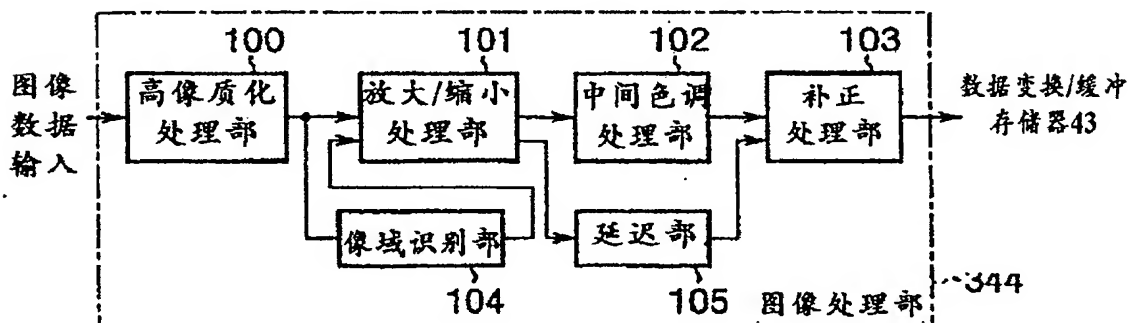 100
101
102
103
图像
数据
输入
高像质化
处理部
放大/缩小
处理部
中间色调
处理部
补正
处理部
数据变换/缓冲
存储器43
像域识别部
延迟部
104
105
图像处理部
344